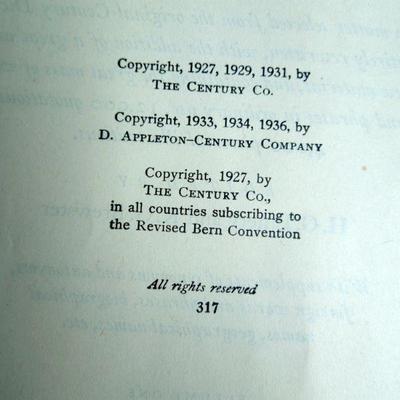 Copyright, 1927, 1929, 1931, by
The Century Co.
Copyright, 1933, 1934, 1936, by
D. Appleton–Century Company
Copyright, 1927, by
The Century Co.,
in all countries subscribing to
the Revised Bern Convention
All rights reserved
317